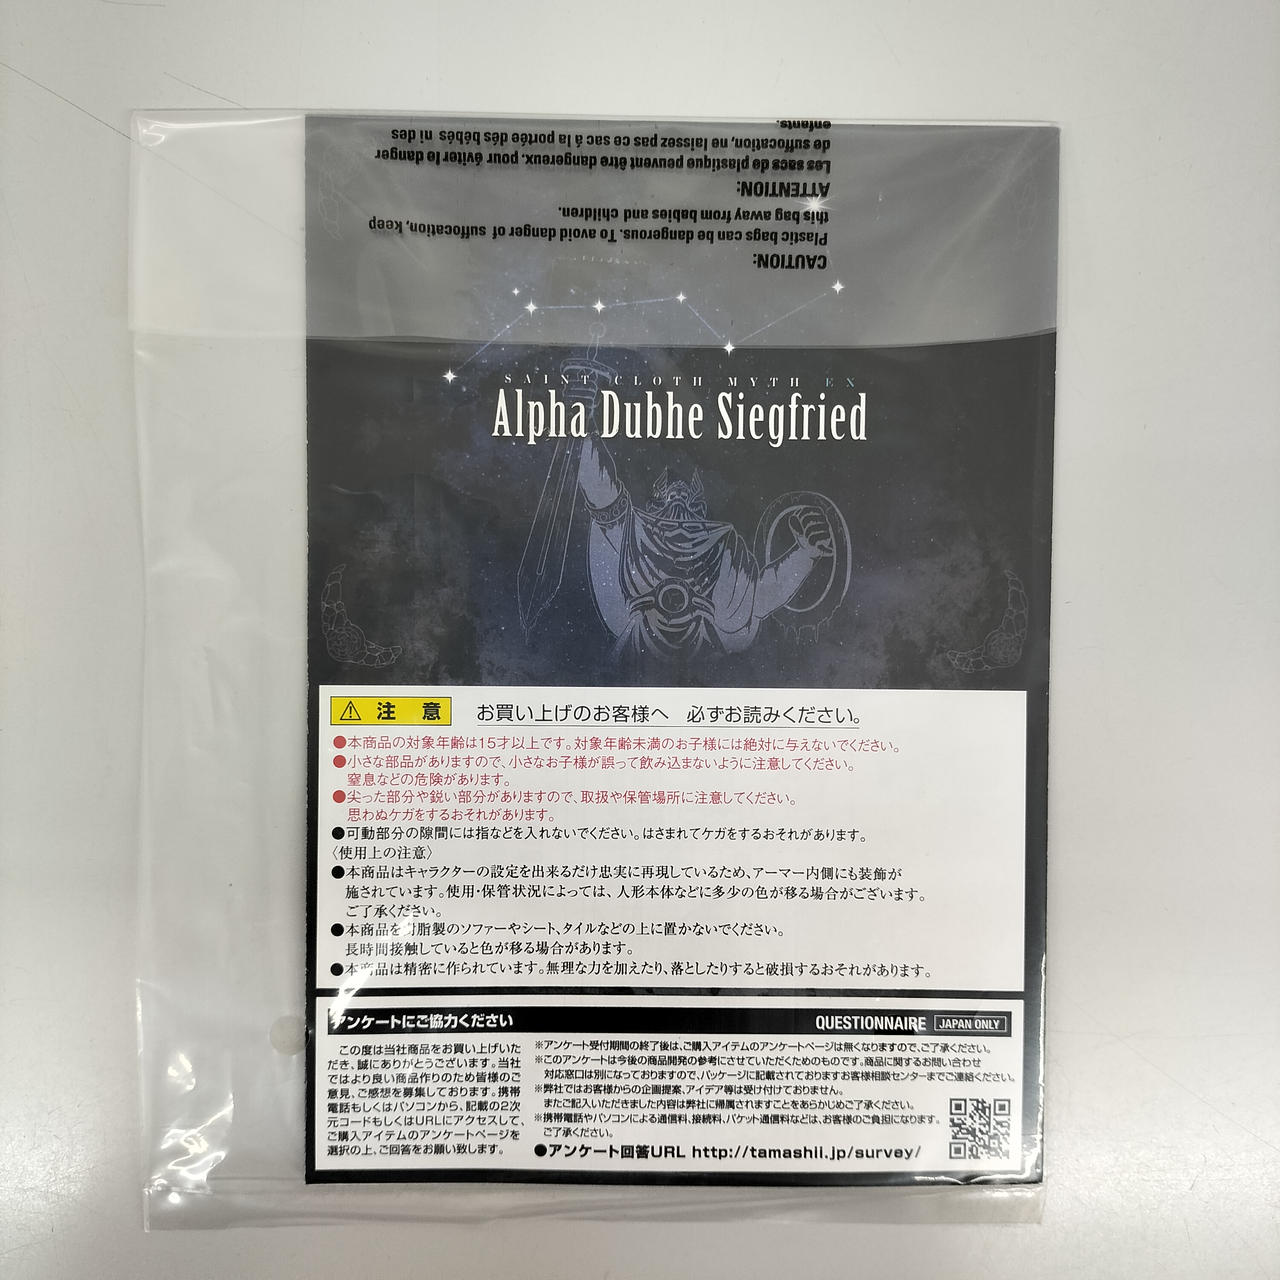 CAUTION:
Plastic bags can be dangerous. To avoid danger of suffocation, keep
this bag away from babies and children.
ATTENTION:
Les sacs de plastique peuvent être dangereux. pour éviter le danger
de suffocation, ne laissez pas ce sac á la portée dés bébés ni des
enfants.
SAINT CLOTH MYTH EX
Alpha Dubhe Siegfried
注 意 お買い上げのお客様へ 必ずお読みください。
●本商品の対象年齢は15才以上です。対象年齢未満のお子様には絶対に与えないでください。
●小さな部品がありますので、小さなお子様が誤って飲み込まないように注意してください。
窒息などの危険があります。
●尖った部分や鋭い部分がありますので、取扱や保管場所に注意してください。
思わぬケガをするおそれがあります。
●可動部分の隙間には指などを入れないでください。はさまれてケガをするおそれがあります。
〈使用上の注意〉
●本商品はキャラクターの設定を出来るだけ忠実に再現しているため、アーマー内側にも装飾が
施されています。使用・保管状況によっては、人形本体などに多少の色が移る場合がございます。
ご了承ください。
●本商品を樹脂製のソファーやシート、タイルなどの上に置かないでください。
長時間接触していると色が移る場合があります。
●本商品は精密に作られています。無理な力を加えたり、落としたりすると破損するおそれがあります。
アンケートにご協力ください QUESTIONNAIRE JAPAN ONLY
この度は当社商品をお買い上げいた
だき、誠にありがとうございます。当社
ではより良い商品作りのため皆様のご
意見、ご感想を募集しております。携帯
電話もしくはパソコンから、記載の2次
元コードもしくはURLにアクセスして、
ご購入アイテムのアンケートページを
選択の上、ご回答をお願い致します。
※アンケート受付期間の終了後は、ご購入アイテムのアンケートページは無くなりますので、ご了承ください。
※このアンケートは今後の商品開発の参考にさせていただくためのものです。商品に関するお問い合わせ
対応窓口は別になっておりますので、パッケージに記載されておりますお客様相談センターまでご連絡ください。
※弊社ではお客様からの企画提案、アイデア等は受け付けておりません。
またご記入いただきました内容は弊社に帰属されますことをあらかじめご了承ください。
※携帯電話やパソコンによる通信料、接続料、パケット通信料などは、お客様のご負担になります。
ご了承ください。
●アンケート回答URL http://tamashii.jp/survey/